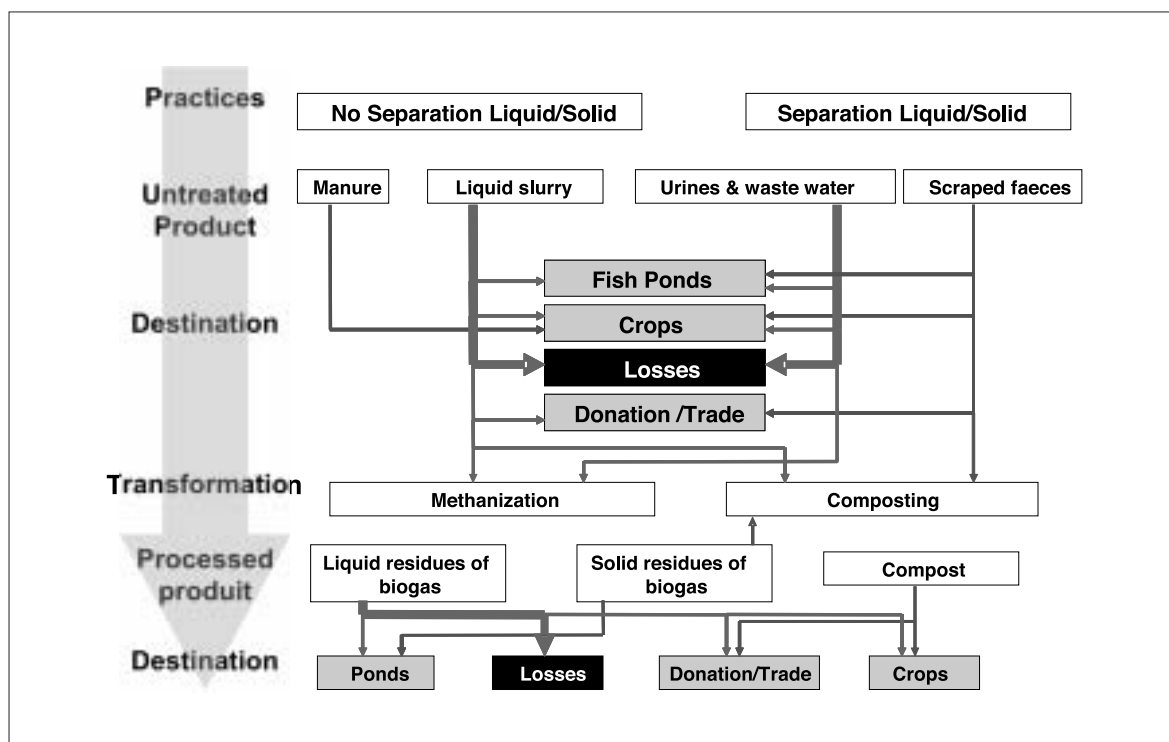 Practices
No Separation Liquid/Solid
Separation Liquid/Solid
Untreated
Product
Manure
Liquid slurry
Urines & waste water
Scraped faeces
Destination
Fish Ponds
Crops
Losses
Donation /Trade
Transformation
Methanization
Composting
Processed
produit
Liquid residues of
biogas
Solid residues of
biogas
Compost
Destination
Ponds
Losses
Donation/Trade
Crops